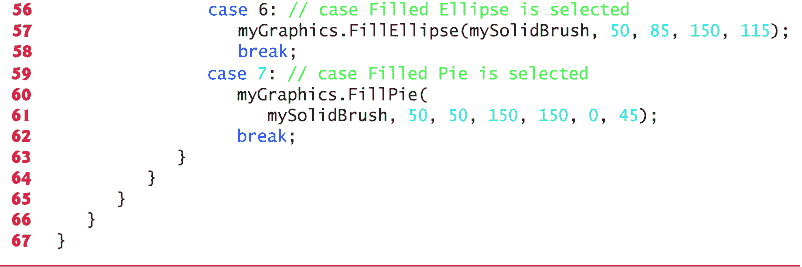 56 case 6: // case Filled Ellipse is selected
57 myGraphics.FillEllipse(mySolidBrush, 50, 85, 150, 115);
58 break;
59 case 7: // case Filled Pie is selected
60 myGraphics.FillPie(
61 mySolidBrush, 50, 50, 150, 150, 0, 45);
62 break;
63 }
64 }
65 }
66 }
67 }